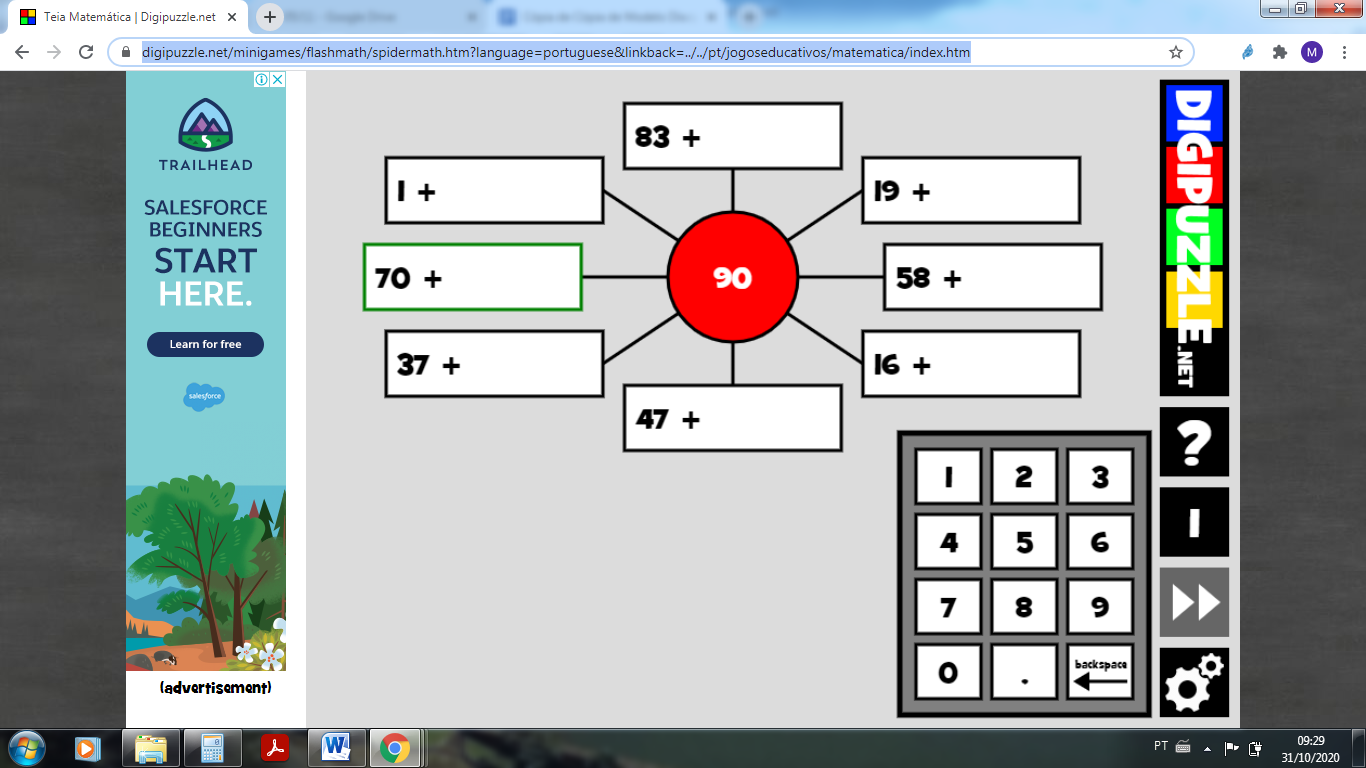 Teia Matemática | Digipuzzle.net
digipuzzle.net/minigames/flashmath/spidermath.htm?language=portuguese&linkback=../../pt/jogoseducativos/matematica/index.htm
M
TRAILHEAD
SALESFORCE
BEGINNERS
START
HERE.
Learn for free
salesforce
(advertisement)
83 +
1 +
19 +
70 +
90
58 +
37 +
16 +
47 +
1 2 3
4 5 6
7 8 9
0 . backspace
DIGIPUZZLE.NET
?
1
PT
09:29
31/10/2020